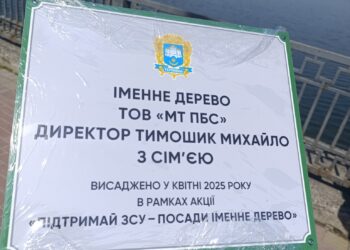 ІМЕННЕ ДЕРЕВО
ТОВ «МТ ПБС»
ДИРЕКТОР ТИМОШИК МИХАЙЛО
З СІМ’ЄЮ
ВИСАДЖЕНО У КВІТНІ 2025 РОКУ
В РАМКАХ АКЦІЇ
«ПІДТРИМАЙ ЗСУ – ПОСАДИ ІМЕННЕ ДЕРЕВО»